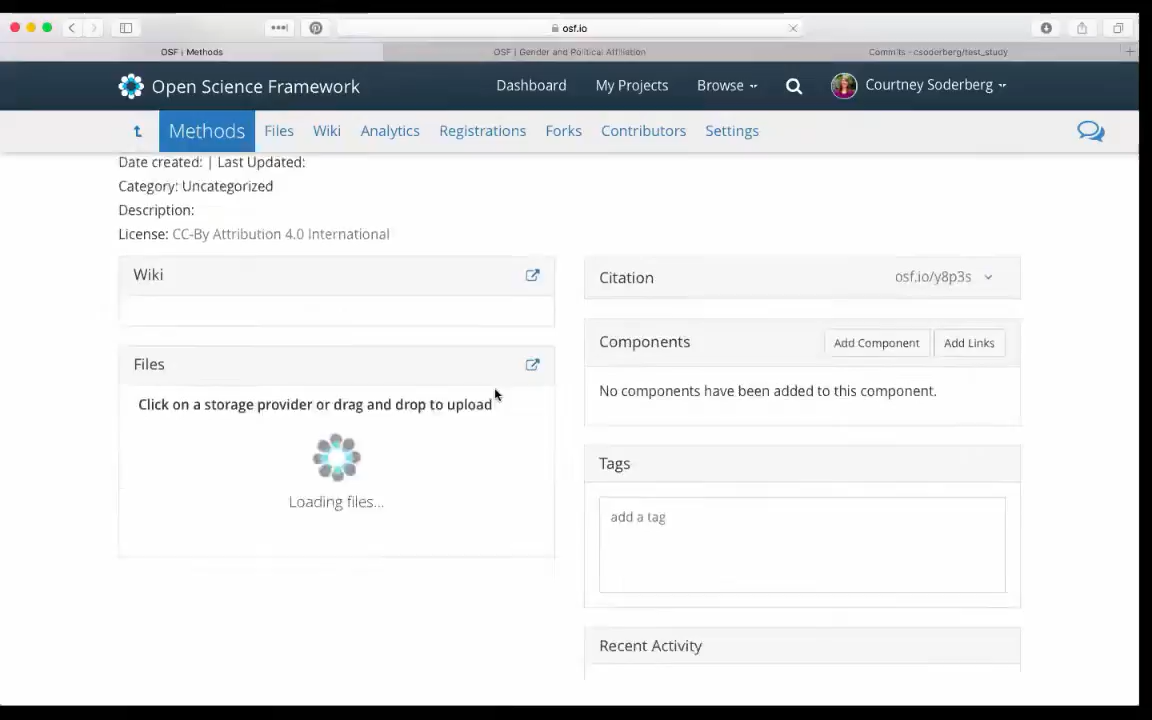 osf.io
OSF | Methods
OSF | Gender and Political Affiliation
Commits · csoderberg/test_study
Open Science Framework
Dashboard
My Projects
Browse
Courtney Soderberg
Methods
Files
Wiki
Analytics
Registrations
Forks
Contributors
Settings
Date created: | Last Updated:
Category: Uncategorized
Description:
License: CC-By Attribution 4.0 International
Wiki
Files
Click on a storage provider or drag and drop to upload
Loading files...
Citation
osf.io/y8p3s
Components
Add Component
Add Links
No components have been added to this component.
Tags
add a tag
Recent Activity